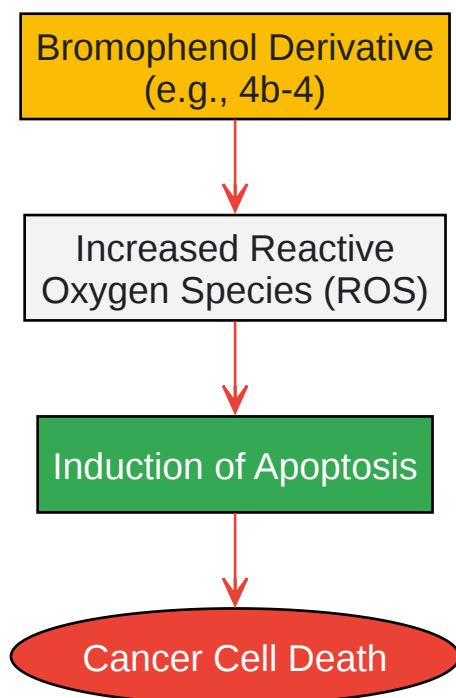 Bromophenol Derivative
(e.g., 4b-4)
Increased Reactive
Oxygen Species (ROS)
Induction of Apoptosis
Cancer Cell Death